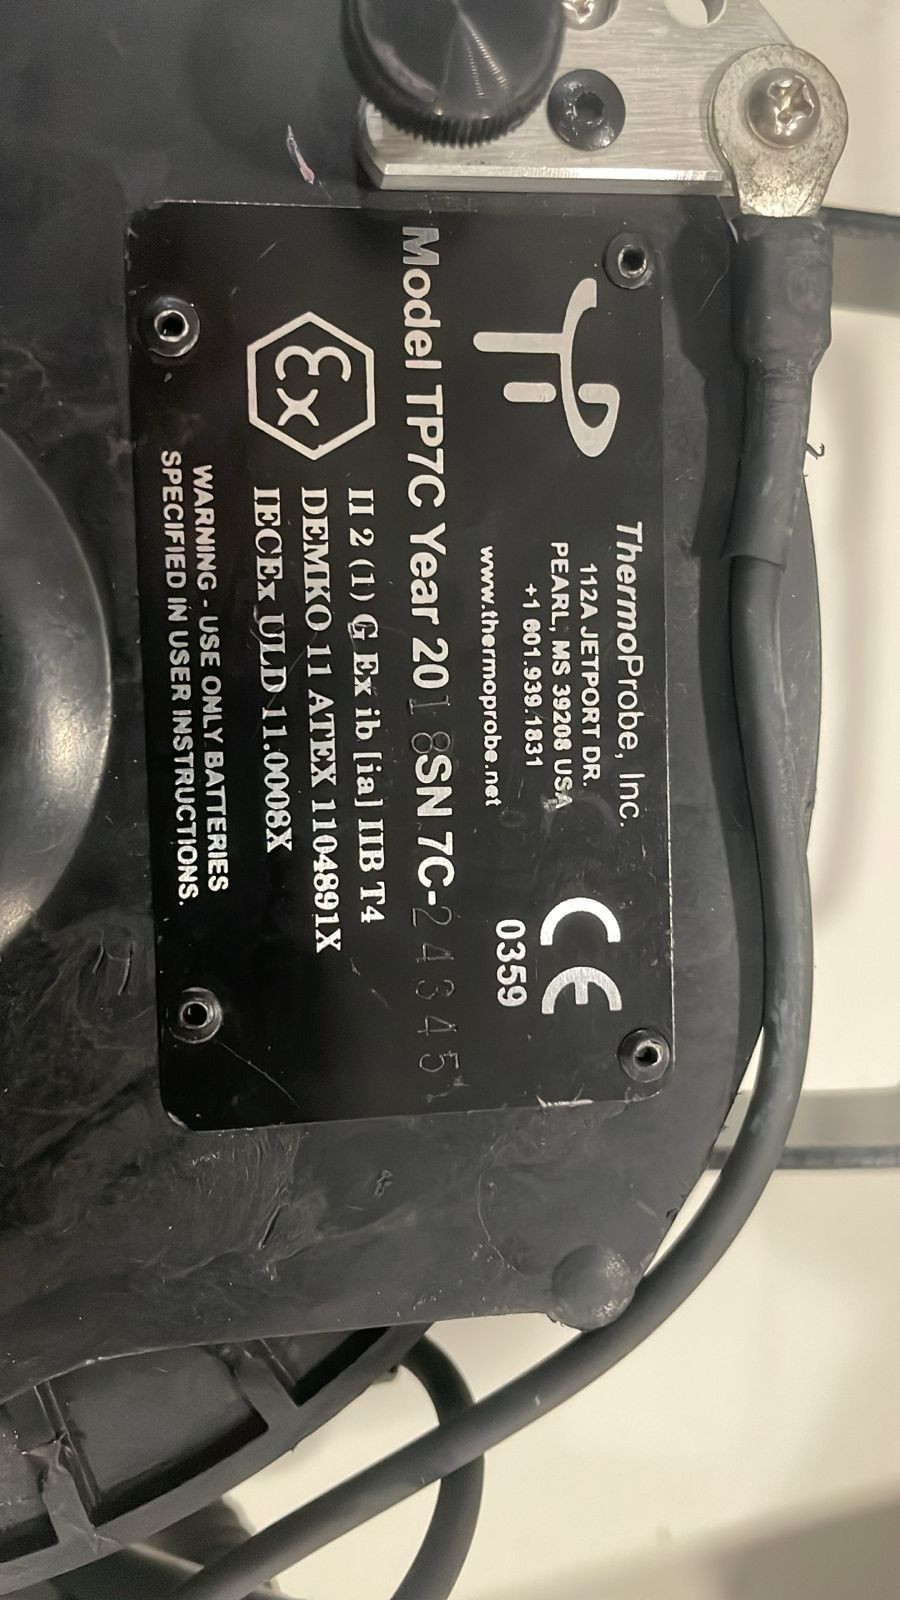 ThermoProbe, Inc.
112A JETPORT DR.
PEARL, MS 39208 USA
+1 601.939.1831
www.thermoprobe.net
CE
0359
Model TP7C Year 2018 SN 7C-24345
Ex
II 2 (1) G Ex ib [ia] IIB T4
DEMKO 11 ATEX 1104891X
IECEx ULD 11.0008X
WARNING - USE ONLY BATTERIES
SPECIFIED IN USER INSTRUCTIONS.